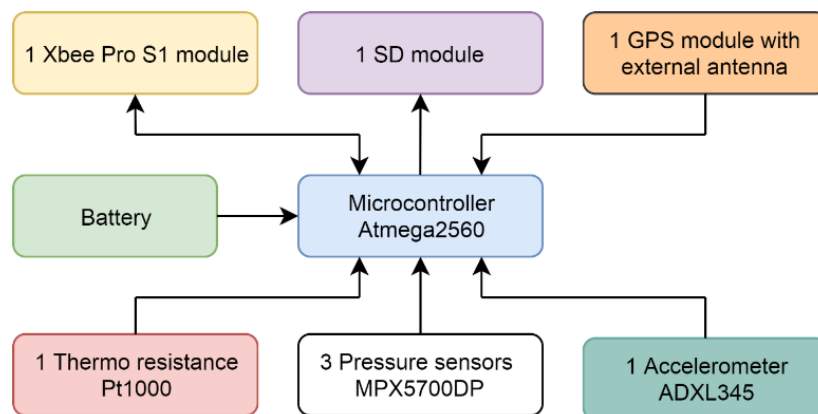 1 Xbee Pro S1 module
1 SD module
1 GPS module with
external antenna
Battery
Microcontroller
Atmega2560
1 Thermo resistance
Pt1000
3 Pressure sensors
MPX5700DP
1 Accelerometer
ADXL345